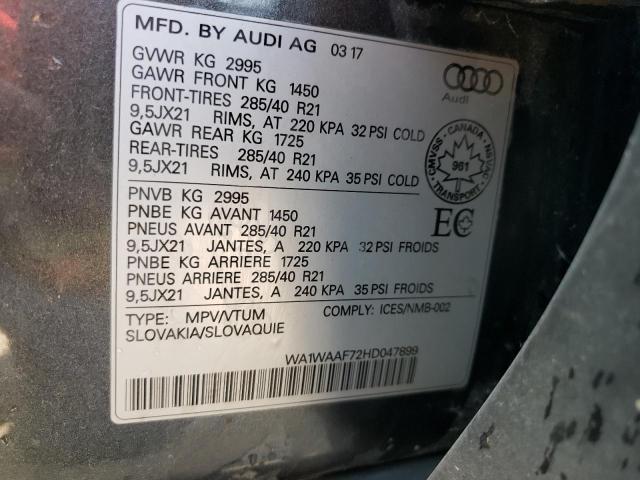 MFD. BY AUDI AG 03 17
GVWR KG 2995
GAWR FRONT KG 1450
FRONT-TIRES 285/40 R21
9,5JX21 RIMS, AT 220 KPA 32 PSI COLD
GAWR REAR KG 1725
REAR-TIRES 285/40 R21
9,5JX21 RIMS, AT 240 KPA 35 PSI COLD
Audi
CMVSS - CANADA - NSVAC
961
TRANSPORT
PNVB KG 2995
PNBE KG AVANT 1450
PNEUS AVANT 285/40 R21
9,5JX21 JANTES, A 220 KPA 32 PSI FROIDS
PNBE KG ARRIERE 1725
PNEUS ARRIERE 285/40 R21
9,5JX21 JANTES, A 240 KPA 35 PSI FROIDS
EC
TYPE: MPV/VTUM COMPLY: ICES/NMB-002
SLOVAKIA/SLOVAQUIE
WA1WAAF72HD047899